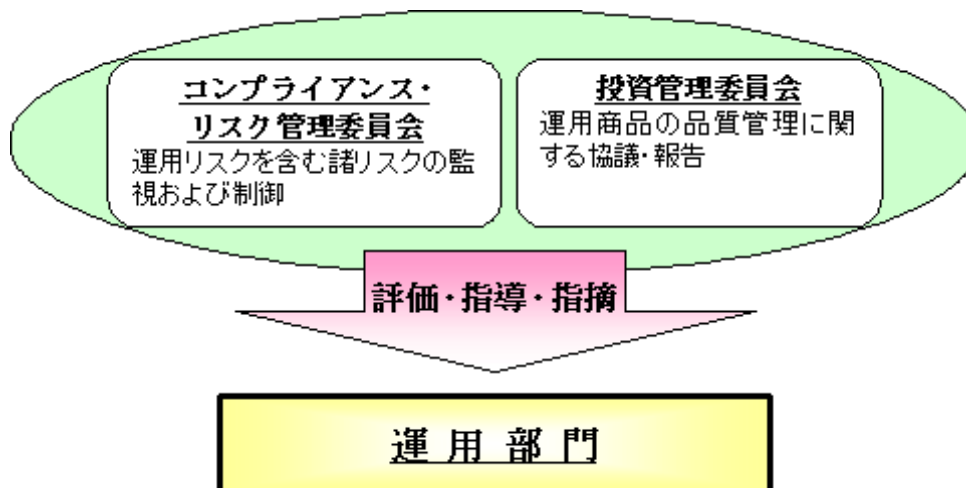 コンプライアンス・
リスク管理委員会
運用リスクを含む諸リスクの監
視および制御
投資管理委員会
運用商品の品質管理に関
する協議・報告
評価・指導・指摘
運用部門